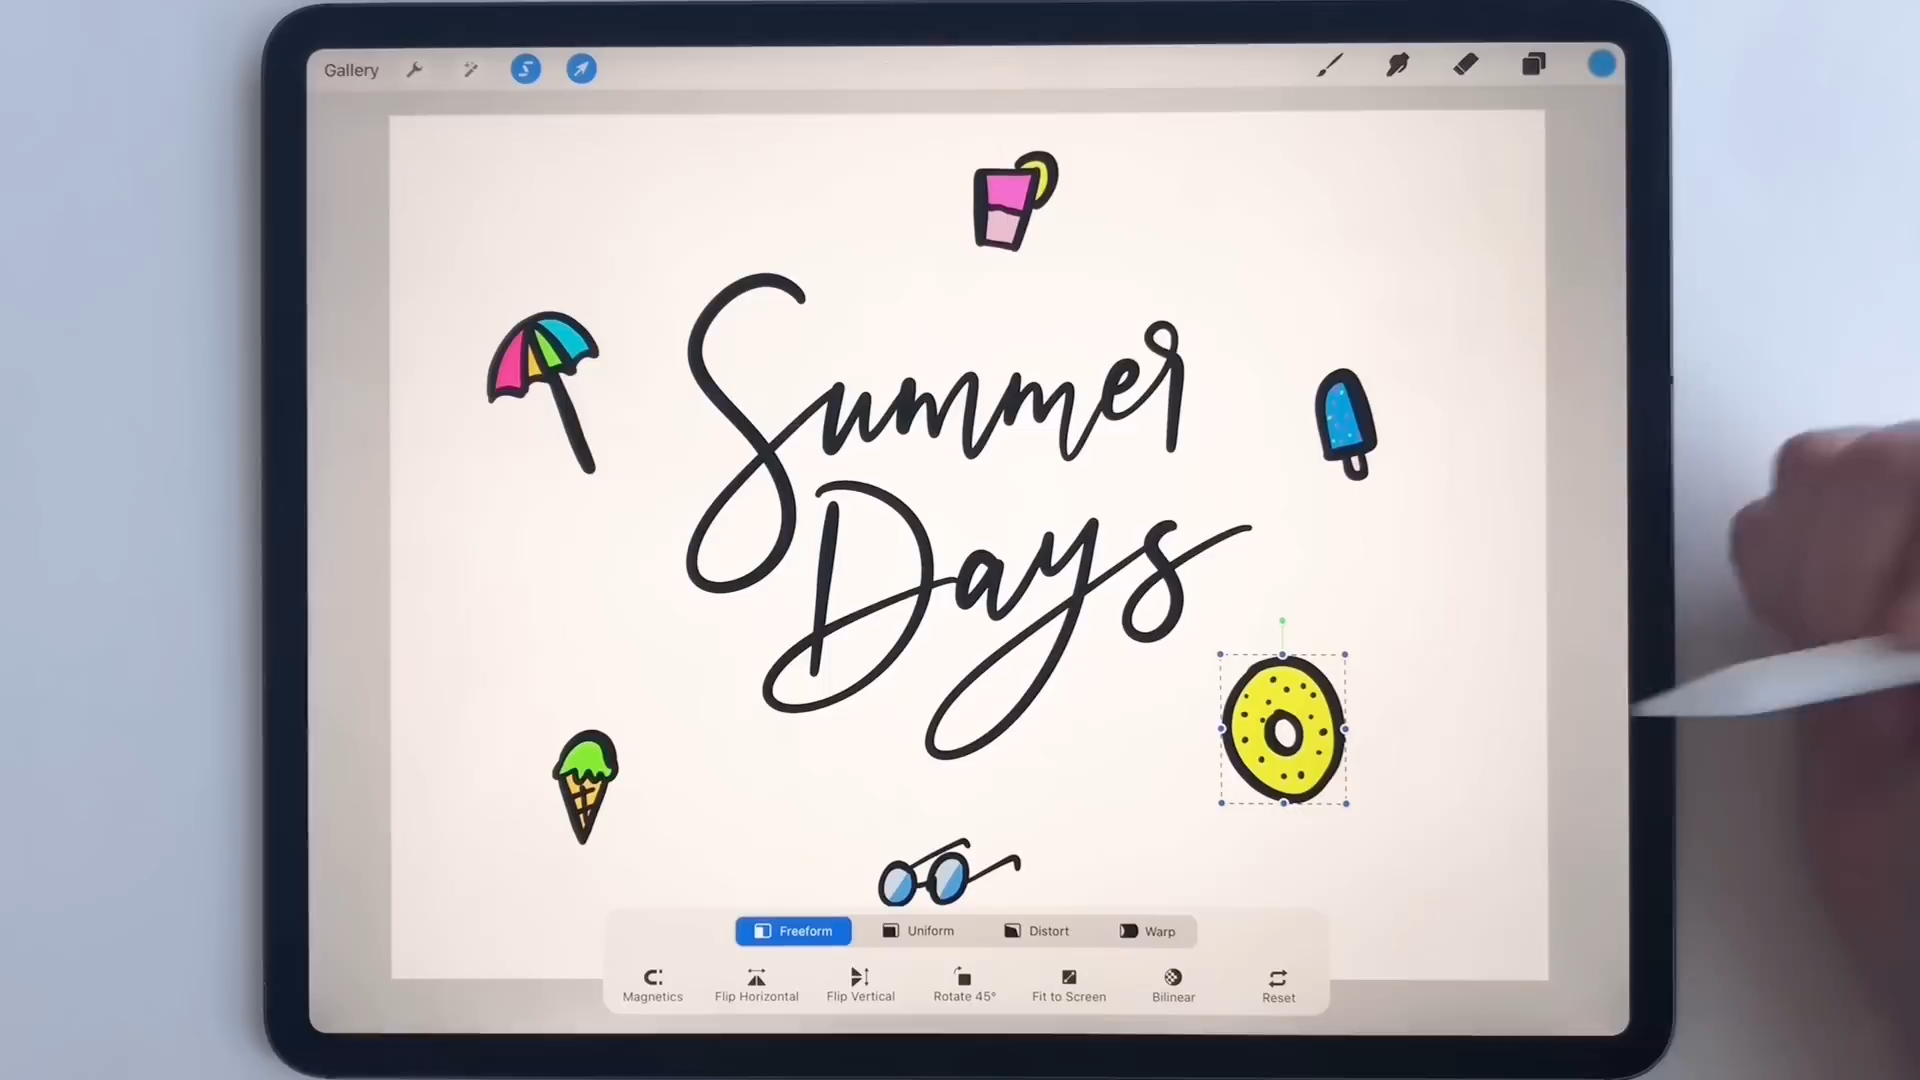 Gallery
Summer
Days
Freeform Uniform Distort Warp
Magnetics Flip Horizontal Flip Vertical Rotate 45° Fit to Screen Bilinear Reset